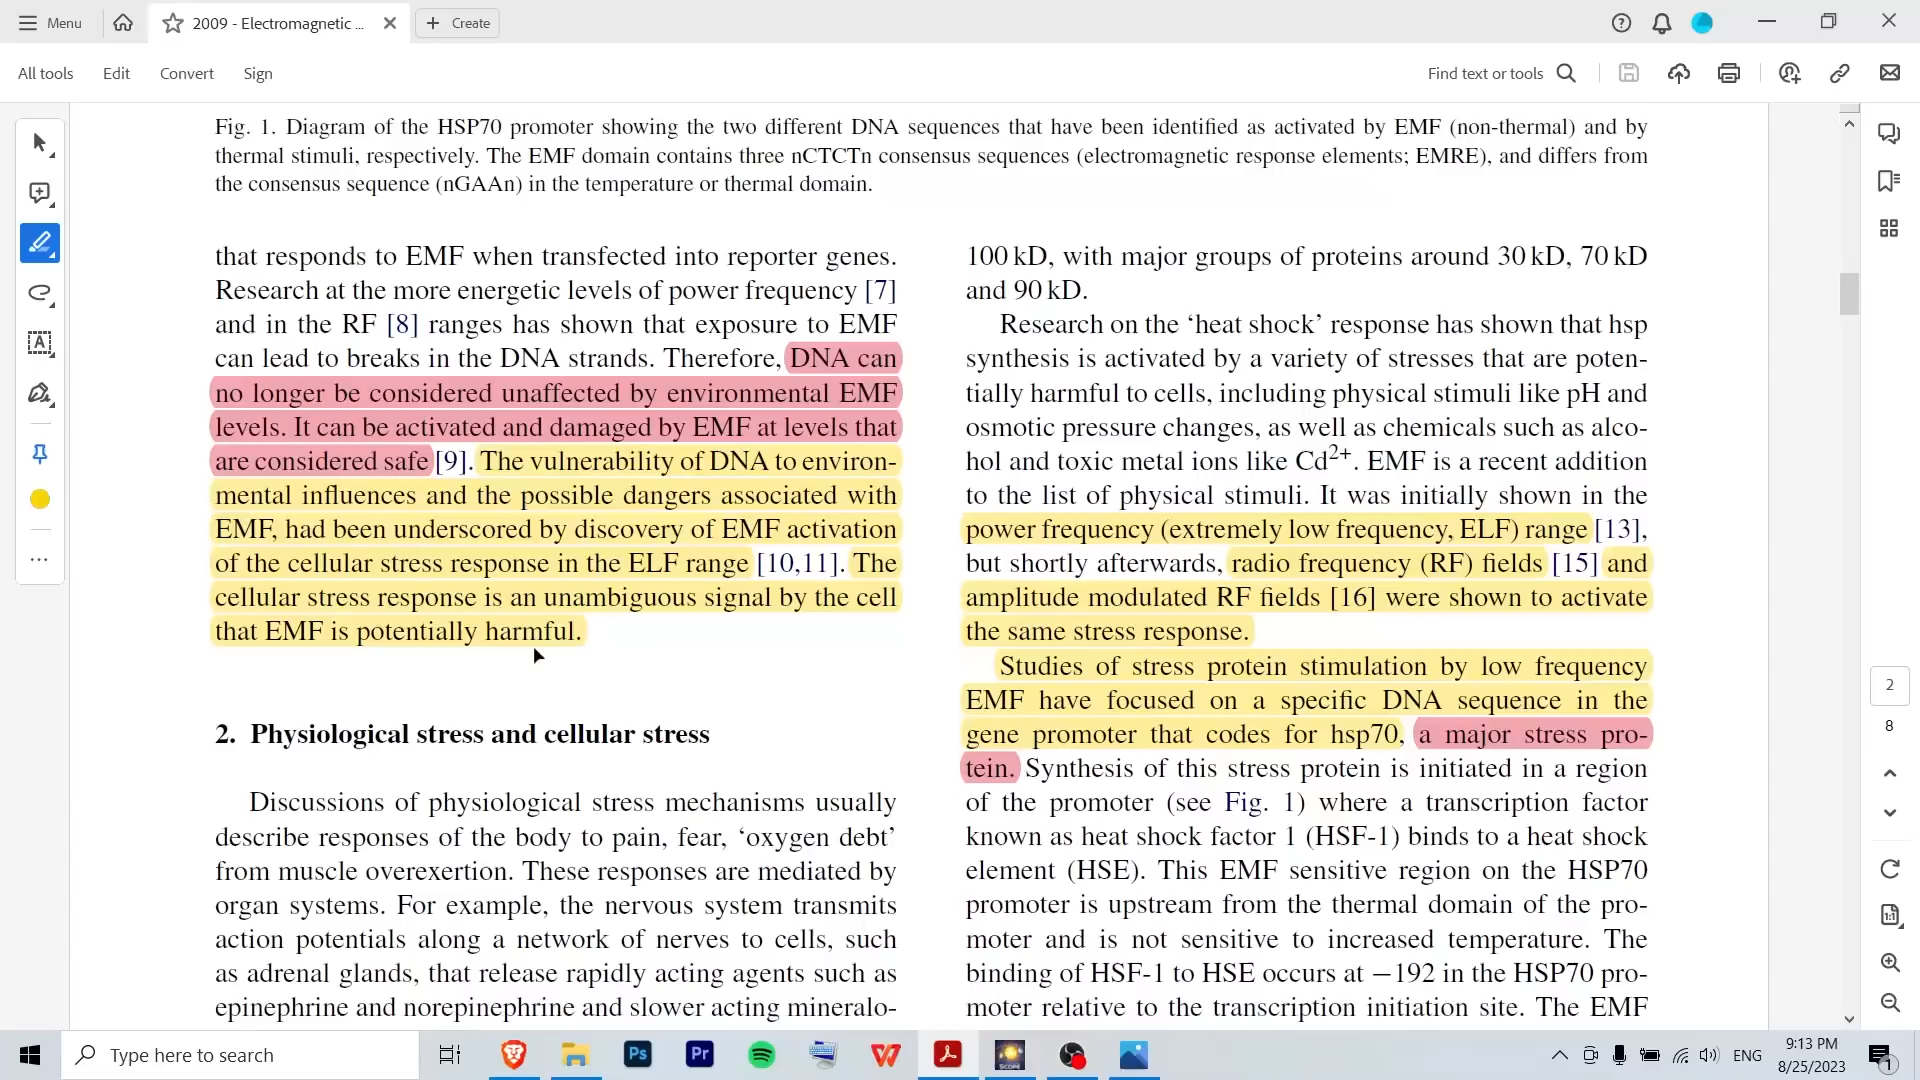 Menu
2009 - Electromagnetic ...
Create
All tools
Edit
Convert
Sign
Find text or tools
Fig. 1. Diagram of the HSP70 promoter showing the two different DNA sequences that have been identified as activated by EMF (non-thermal) and by
thermal stimuli, respectively. The EMF domain contains three nCTCTn consensus sequences (electromagnetic response elements; EMRE), and differs from
the consensus sequence (nGAAn) in the temperature or thermal domain.
that responds to EMF when transfected into reporter genes.
Research at the more energetic levels of power frequency [7]
and in the RF [8] ranges has shown that exposure to EMF
can lead to breaks in the DNA strands. Therefore, DNA can
no longer be considered unaffected by environmental EMF
levels. It can be activated and damaged by EMF at levels that
are considered safe [9]. The vulnerability of DNA to environ-
mental influences and the possible dangers associated with
EMF, had been underscored by discovery of EMF activation
of the cellular stress response in the ELF range [10,11]. The
cellular stress response is an unambiguous signal by the cell
that EMF is potentially harmful.
2. Physiological stress and cellular stress
Discussions of physiological stress mechanisms usually
describe responses of the body to pain, fear, ‘oxygen debt’
from muscle overexertion. These responses are mediated by
organ systems. For example, the nervous system transmits
action potentials along a network of nerves to cells, such
as adrenal glands, that release rapidly acting agents such as
epinephrine and norepinephrine and slower acting mineralo-
100 kD, with major groups of proteins around 30 kD, 70 kD
and 90 kD.
Research on the ‘heat shock’ response has shown that hsp
synthesis is activated by a variety of stresses that are poten-
tially harmful to cells, including physical stimuli like pH and
osmotic pressure changes, as well as chemicals such as alco-
hol and toxic metal ions like Cd2+. EMF is a recent addition
to the list of physical stimuli. It was initially shown in the
power frequency (extremely low frequency, ELF) range [13],
but shortly afterwards, radio frequency (RF) fields [15] and
amplitude modulated RF fields [16] were shown to activate
the same stress response.
Studies of stress protein stimulation by low frequency
EMF have focused on a specific DNA sequence in the
gene promoter that codes for hsp70, a major stress pro-
tein. Synthesis of this stress protein is initiated in a region
of the promoter (see Fig. 1) where a transcription factor
known as heat shock factor 1 (HSF-1) binds to a heat shock
element (HSE). This EMF sensitive region on the HSP70
promoter is upstream from the thermal domain of the pro-
moter and is not sensitive to increased temperature. The
binding of HSF-1 to HSE occurs at −192 in the HSP70 pro-
moter relative to the transcription initiation site. The EMF
2
8
Type here to search
Ps
Pr
SCOPE
ENG
9:13 PM
8/25/2023
1